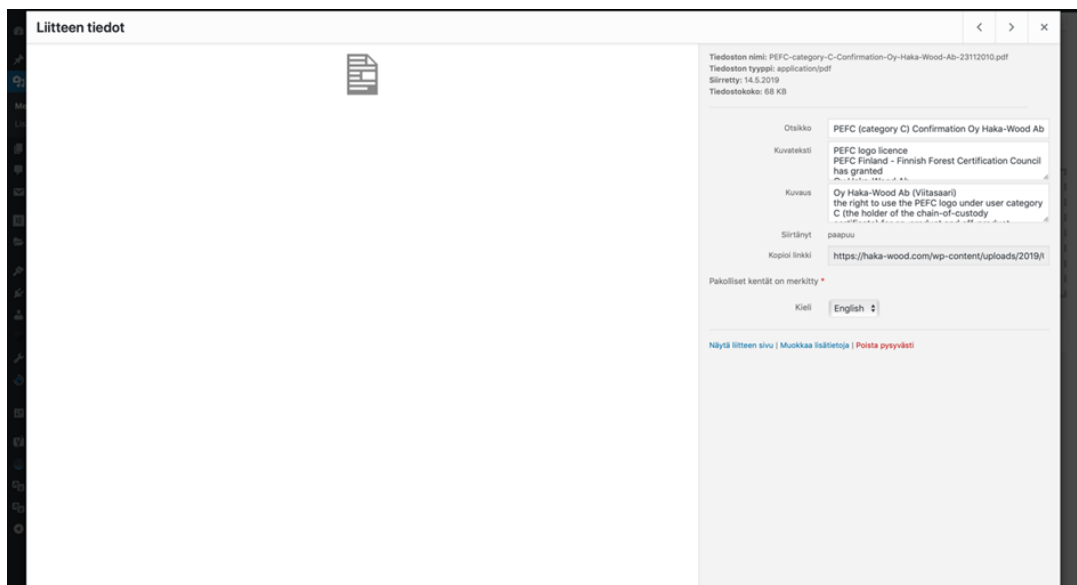 Liitteen tiedot
Tiedoston nimi: PEFC-category-C-Confirmation-Oy-Haka-Wood-Ab-23112010.pdf
Tiedoston tyyppi: application/pdf
Siirretty: 14.5.2019
Tiedostokoko: 68 KB
Otsikko PEFC (category C) Confirmation Oy Haka-Wood Ab
Kuvateksti PEFC logo licence
PEFC Finland - Finnish Forest Certification Council
has granted
Oy Haka-Wood Ab
Kuvaus Oy Haka-Wood Ab (Viitasaari)
the right to use the PEFC logo under user category
C (the holder of the chain-of-custody
Siirtänyt paapuu
Kopioi linkki https://haka-wood.com/wp-content/uploads/2019/
Pakolliset kentät on merkitty *
Kieli English
Näytä liitteen sivu | Muokkaa lisätietoja | Poista pysyvästi